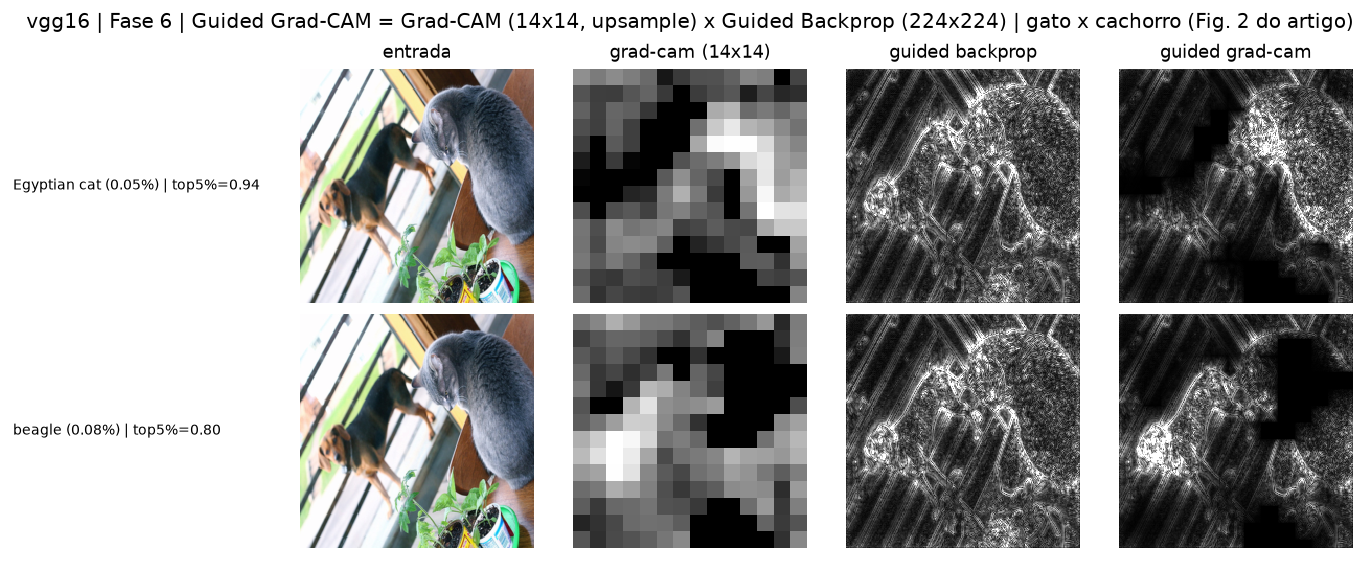 vgg16 | Fase 6 | Guided Grad-CAM = Grad-CAM (14x14, upsample) x Guided Backprop (224x224) | gato x cachorro (Fig. 2 do artigo)
entrada
grad-cam (14x14)
guided backprop
guided grad-cam
Egyptian cat (0.05%) | top5%=0.94
beagle (0.08%) | top5%=0.80